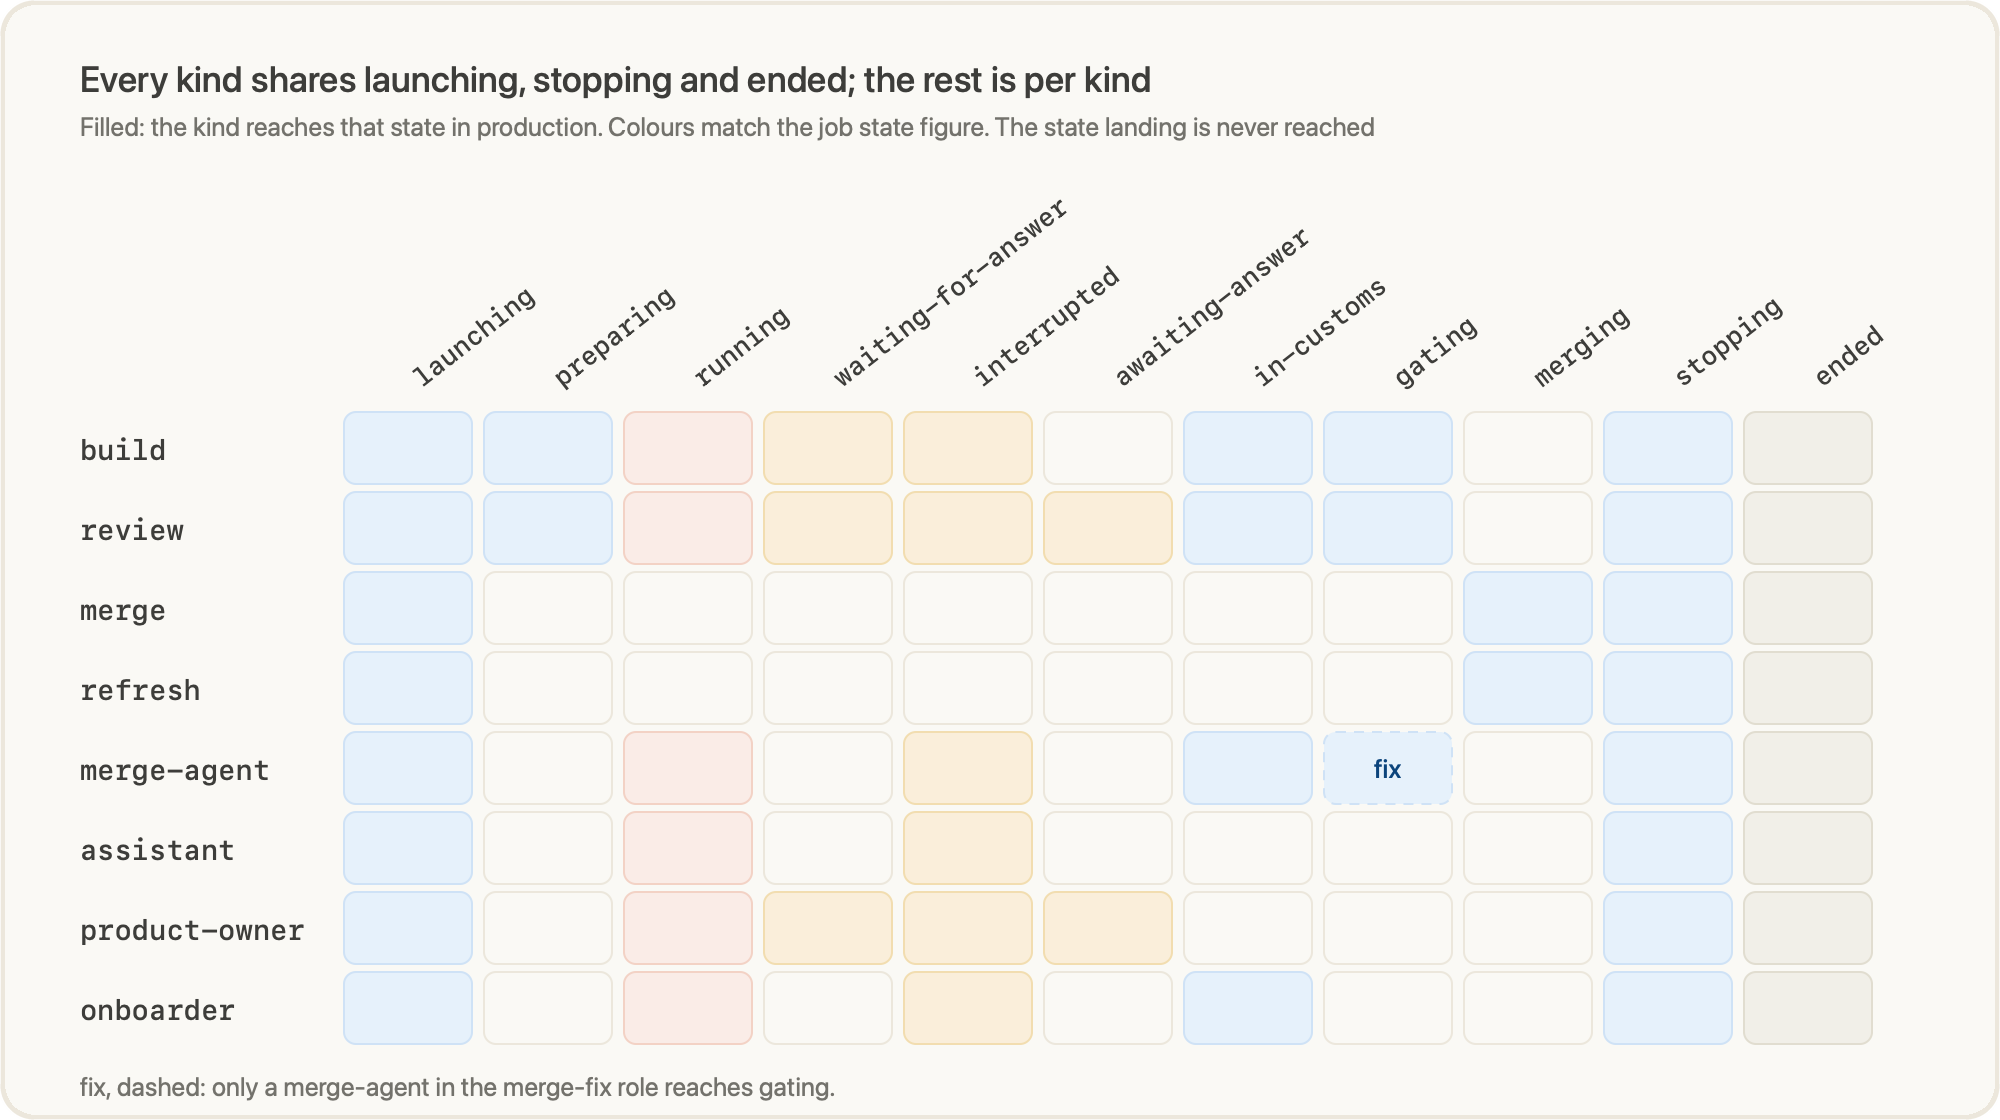 Every kind shares launching, stopping and ended; the rest is per kind
Filled: the kind reaches that state in production. Colours match the job state figure. The state landing is never reached
launching
preparing
running
waiting-for-answer
interrupted
awaiting-answer
in-customs
gating
merging
stopping
ended
build
review
merge
refresh
merge-agent
fix
assistant
product-owner
onboarder
fix, dashed: only a merge-agent in the merge-fix role reaches gating.